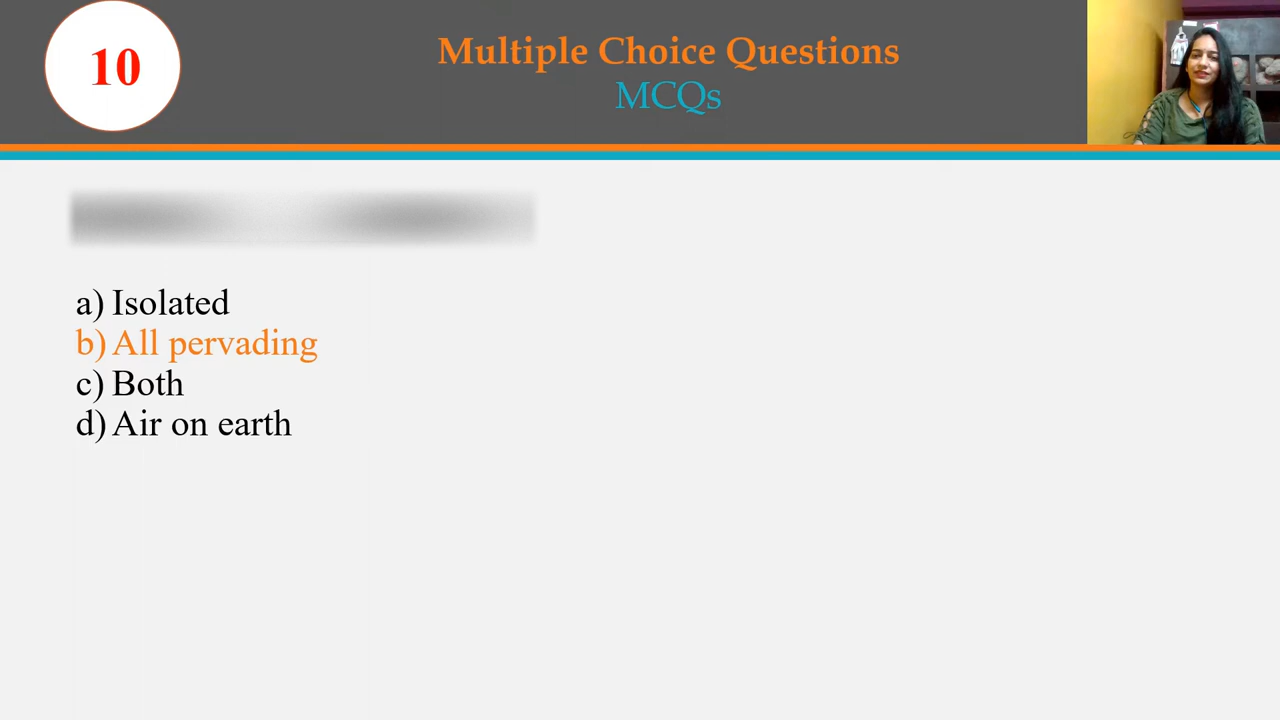 10
Multiple Choice Questions
MCQs
a) Isolated
b) All pervading
c) Both
d) Air on earth